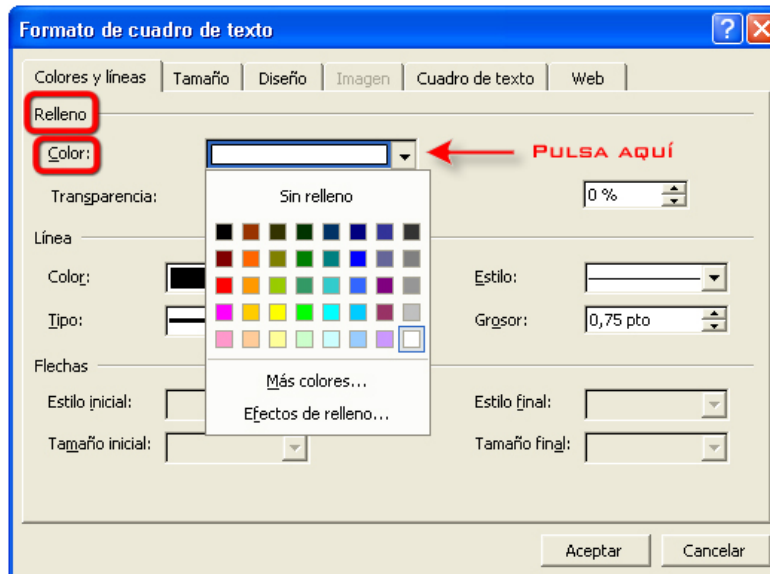 Formato de cuadro de texto
Colores y líneas Tamaño Diseño Imagen Cuadro de texto Web
Relleno
Color: PULSA AQUÍ
Transparencia: Sin relleno 0 %
Línea
Color: Estilo:
Tipo: Grosor: 0,75 pto
Flechas
Más colores...
Estilo inicial: Estilo final:
Efectos de relleno...
Tamaño inicial: Tamaño final:
Aceptar Cancelar